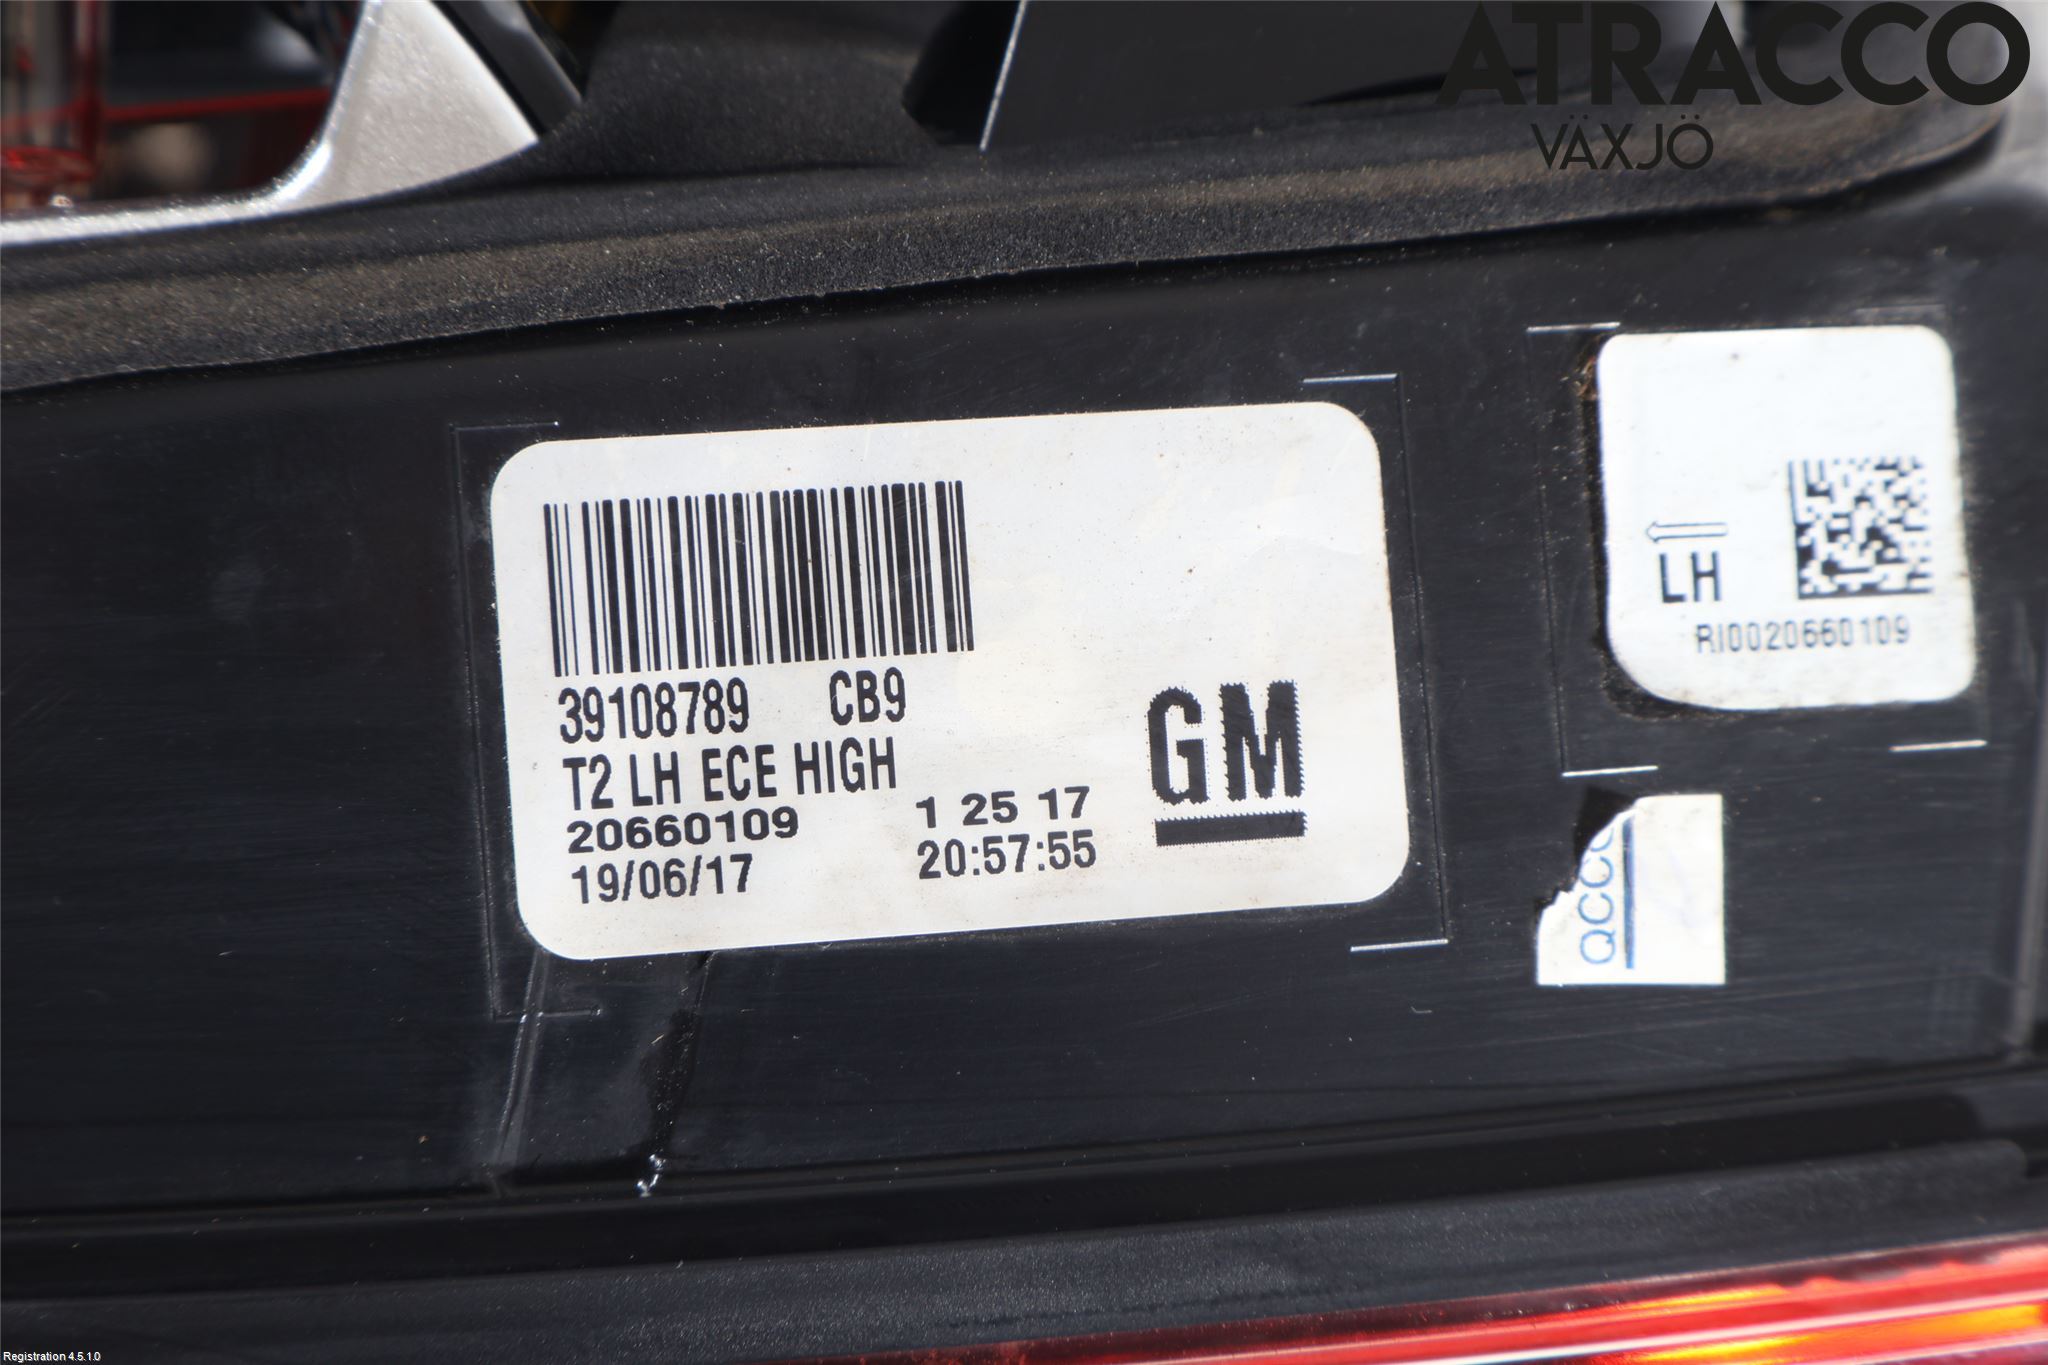 ATRACCO
VÄXJÖ
39108789 CB9
T2 LH ECE HIGH
20660109 1 25 17
19/06/17 20:57:55
GM
LH
RI0020660109
QCC
Registration 4.5.1.0